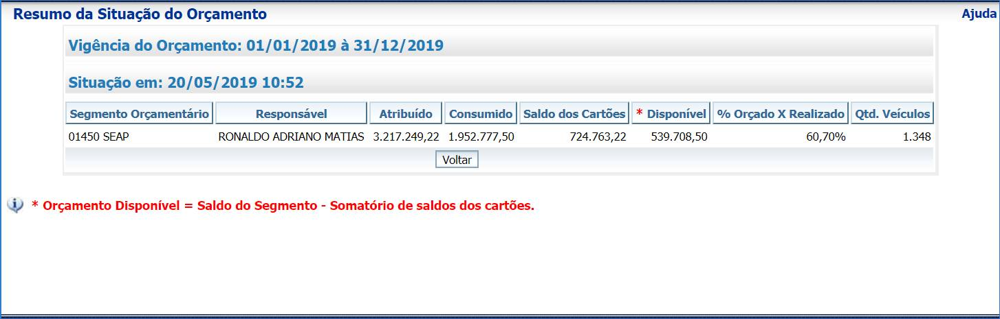 Resumo da Situação do Orçamento Ajuda
Vigência do Orçamento: 01/01/2019 à 31/12/2019
Situação em: 20/05/2019 10:52
Segmento Orçamentário Responsável Atribuído Consumido Saldo dos Cartões * Disponível % Orçado X Realizado Qtd. Veículos
01450 SEAP RONALDO ADRIANO MATIAS 3.217.249,22 1.952.777,50 724.763,22 539.708,50 60,70% 1.348
Voltar
* Orçamento Disponível = Saldo do Segmento - Somatório de saldos dos cartões.